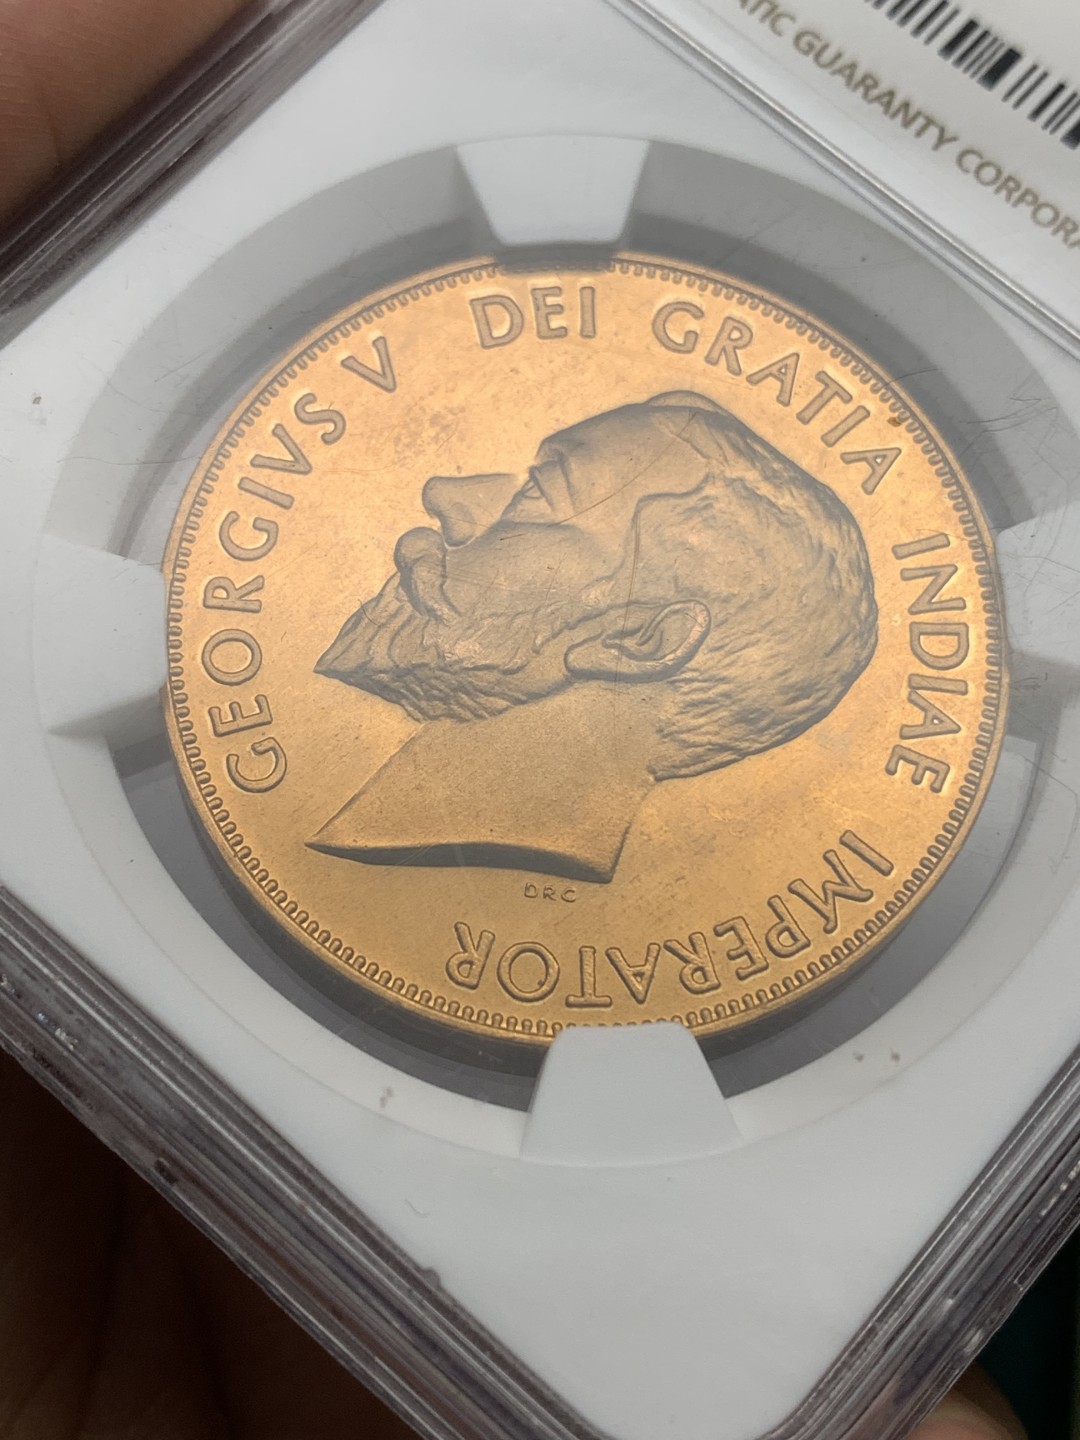 GUARANTY CORPORA
GEORGIVS V DEI GRATIA INDIAE IMPERATOR
DRC